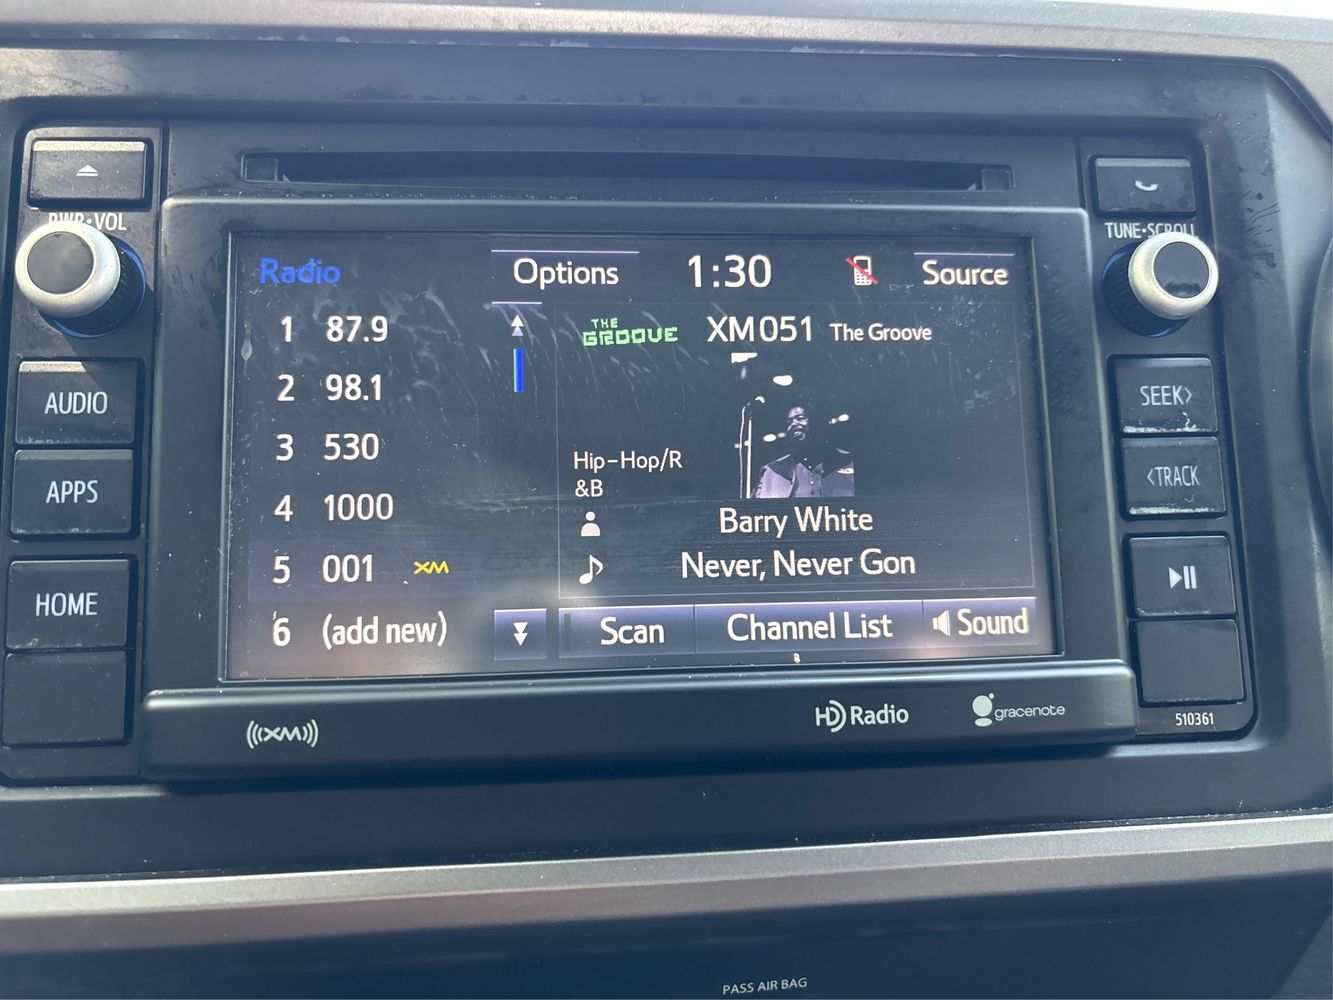 PWR•VOL
TUNE•SCROLL
AUDIO
APPS
HOME
Radio
Options
1:30
Source
1 87.9
2 98.1
3 530
4 1000
5 001 XM
6 (add new)
THE
GROOVE
XM051 The Groove
Hip-Hop/R
&B
Barry White
Never, Never Gon
Scan
Channel List
Sound
SEEK>
<TRACK
510361
((XM))
HD Radio
gracenote
PASS AIR BAG